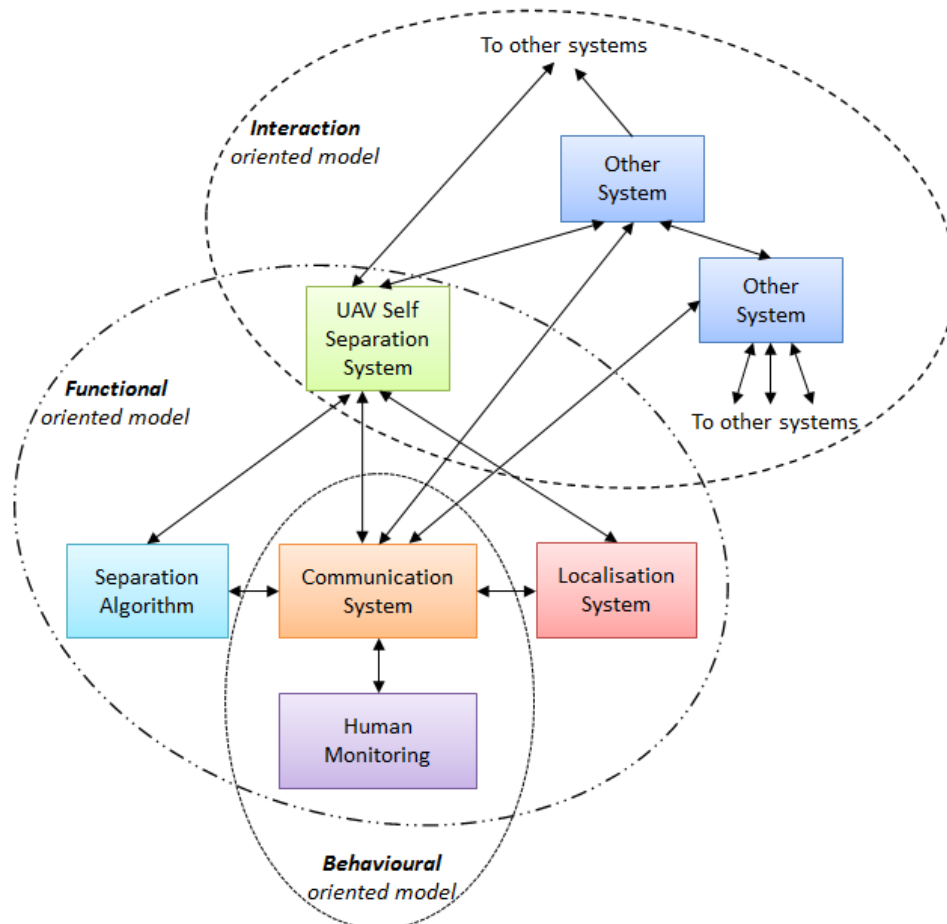 To other systems
Interaction
oriented model
Other
System
Other
System
UAV Self
Separation
System
Functional
oriented model
To other systems
Separation
Algorithm
Communication
System
Localisation
System
Human
Monitoring
Behavioural
oriented model